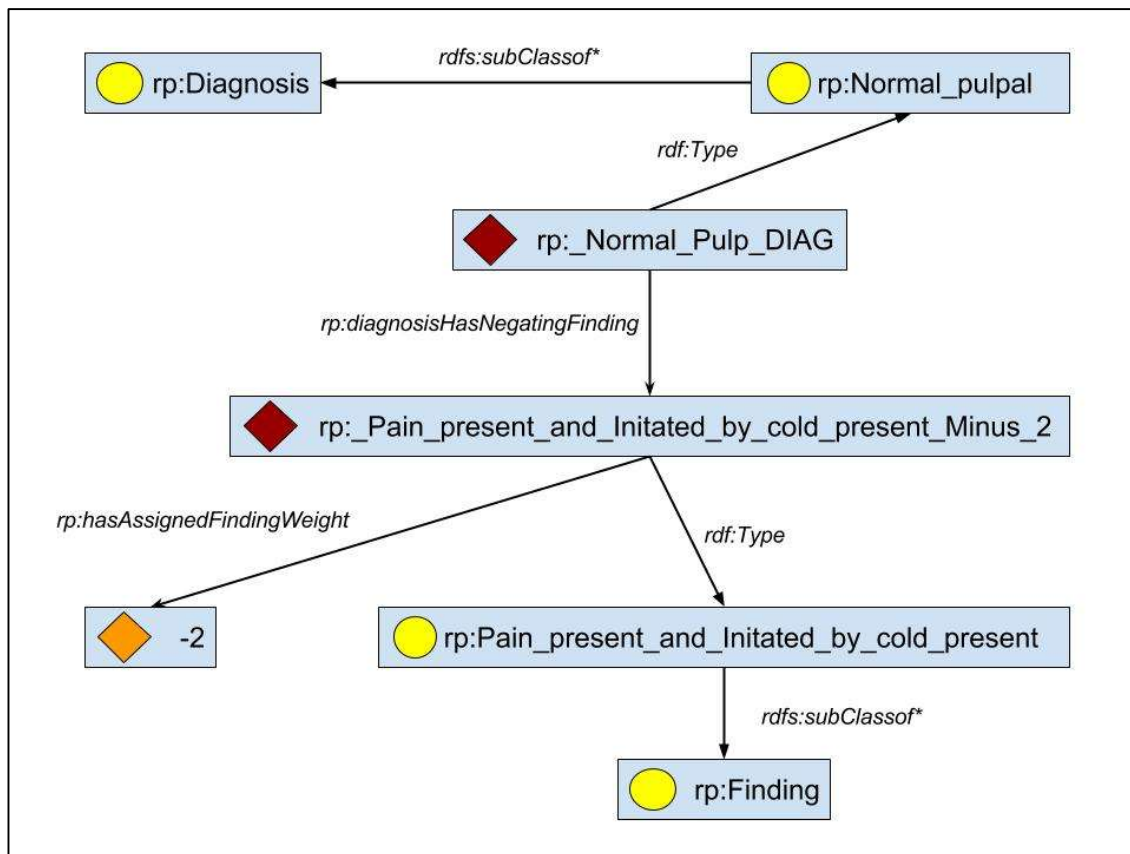 rdfs:subClassof*
rp:Diagnosis
rp:Normal_pulpal
rdf:Type
rp:_Normal_Pulp_DIAG
rp:diagnosisHasNegatingFinding
rp:_Pain_present_and_Initated_by_cold_present_Minus_2
rp:hasAssignedFindingWeight
rdf:Type
-2
rp:Pain_present_and_Initated_by_cold_present
rdfs:subClassof*
rp:Finding